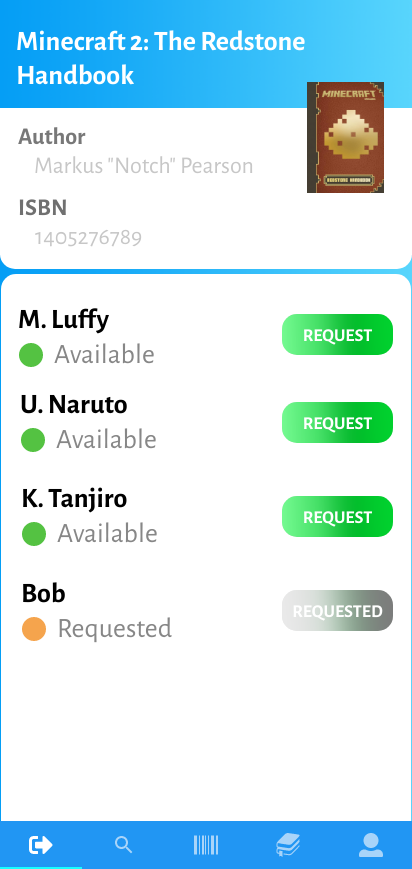 Minecraft 2: The Redstone
Handbook
MINECRAFT
Author
Markus "Notch" Pearson
REDSTONE HANDBOOK
ISBN
1405276789
M. Luffy
Available
REQUEST
U. Naruto
Available
REQUEST
K. Tanjiro
Available
REQUEST
Bob
Requested
REQUESTED